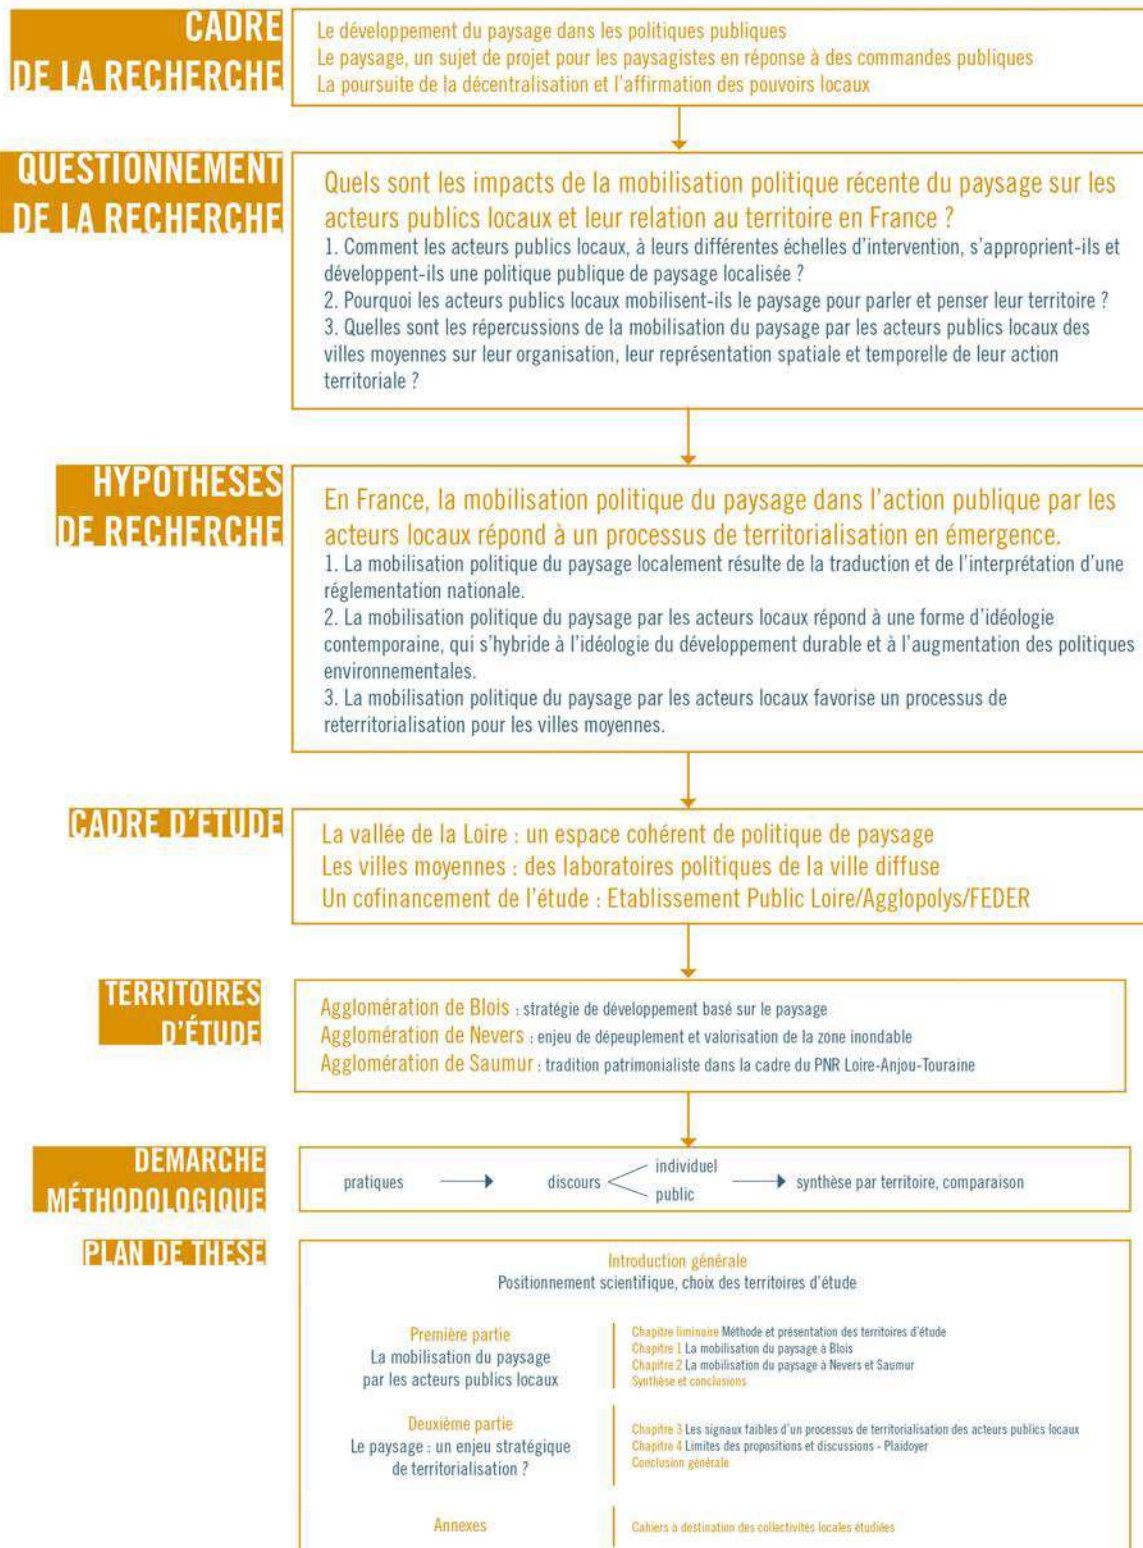 CADRE
DE LA RECHERCHE
Le développement du paysage dans les politiques publiques
Le paysage, un sujet de projet pour les paysagistes en réponse à des commandes publiques
La poursuite de la décentralisation et l'affirmation des pouvoirs locaux
QUESTIONNEMENT
DE LA RECHERCHE
Quels sont les impacts de la mobilisation politique récente du paysage sur les
acteurs publics locaux et leur relation au territoire en France ?
1. Comment les acteurs publics locaux, à leurs différentes échelles d'intervention, s'approprient-ils et
développent-ils une politique publique de paysage localisée ?
2. Pourquoi les acteurs publics locaux mobilisent-ils le paysage pour parler et penser leur territoire ?
3. Quelles sont les répercussions de la mobilisation du paysage par les acteurs publics locaux des
villes moyennes sur leur organisation, leur représentation spatiale et temporelle de leur action
territoriale ?
HYPOTHESES
DE RECHERCHE
En France, la mobilisation politique du paysage dans l'action publique par les
acteurs locaux répond à un processus de territorialisation en émergence.
1. La mobilisation politique du paysage localement résulte de la traduction et de l'interprétation d'une
réglementation nationale.
2. La mobilisation politique du paysage par les acteurs locaux répond à une forme d'idéologie
contemporaine, qui s'hybride à l'idéologie du développement durable et à l'augmentation des politiques
environnementales.
3. La mobilisation politique du paysage par les acteurs locaux favorise un processus de
reterritorialisation pour les villes moyennes.
CADRE D'ETUDE
La vallée de la Loire : un espace cohérent de politique de paysage
Les villes moyennes : des laboratoires politiques de la ville diffuse
Un cofinancement de l'étude : Etablissement Public Loire/Agglopolys/FEDER
TERRITOIRES
D'ÉTUDE
Agglomération de Blois : stratégie de développement basé sur le paysage
Agglomération de Nevers : enjeu de dépeuplement et valorisation de la zone inondable
Agglomération de Saumur : tradition patrimonialiste dans la cadre du PNR Loire-Anjou-Touraine
DEMARCHE
MÉTHODOLOGIQUE
pratiques
discours
individuel
public
synthèse par territoire, comparaison
PLAN DE THESE
Introduction générale
Positionnement scientifique, choix des territoires d'étude
Première partie
La mobilisation du paysage
par les acteurs publics locaux
Chapitre liminaire Méthode et présentation des territoires d'étude
Chapitre 1 La mobilisation du paysage à Blois
Chapitre 2 La mobilisation du paysage à Nevers et Saumur
Synthèse et conclusions
Deuxième partie
Le paysage : un enjeu stratégique
de territorialisation ?
Chapitre 3 Les signaux faibles d'un processus de territorialisation des acteurs publics locaux
Chapitre 4 Limites des propositions et discussions - Plaidoyer
Conclusion générale
Annexes
Cahiers à destination des collectivités locales étudiées